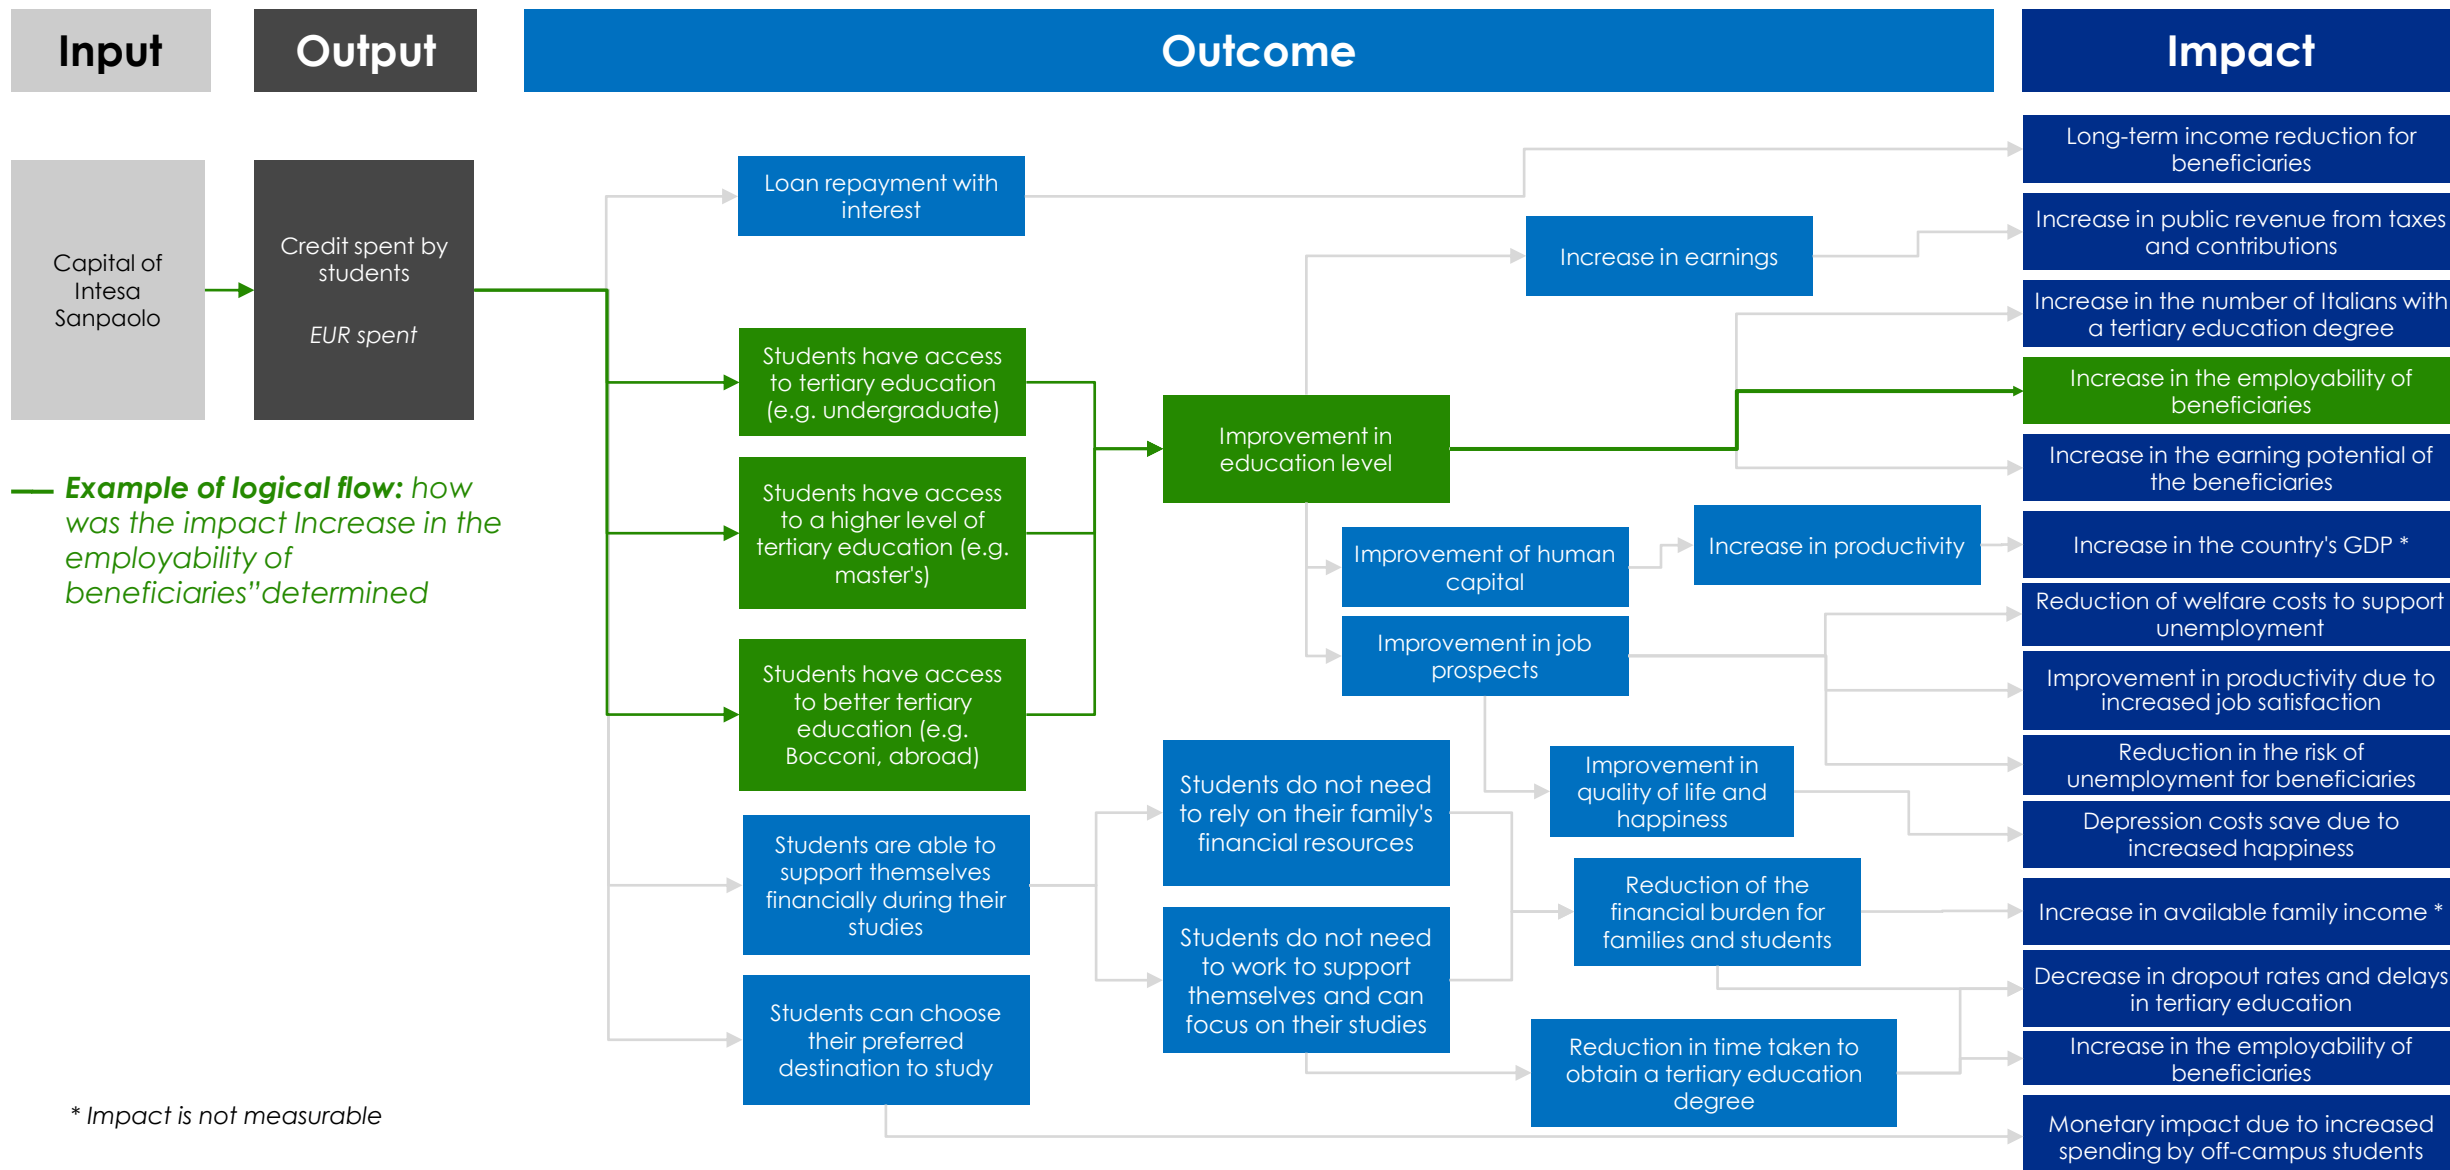 Input
Output
Outcome
Impact
Capital of
Intesa
Sanpaolo
Credit spent by
students
EUR spent
Example of logical flow: how
was the impact Increase in the
employability of
beneficiaries”determined
* Impact is not measurable
Loan repayment with
interest
Students have access
to tertiary education
(e.g. undergraduate)
Students have access
to a higher level of
tertiary education (e.g.
master's)
Students have access
to better tertiary
education (e.g.
Bocconi, abroad)
Students are able to
support themselves
financially during their
studies
Students can choose
their preferred
destination to study
Improvement in
education level
Students do not need
to rely on their family's
financial resources
Students do not need
to work to support
themselves and can
focus on their studies
Increase in earnings
Improvement of human
capital
Increase in productivity
Improvement in job
prospects
Improvement in
quality of life and
happiness
Reduction of the
financial burden for
families and students
Reduction in time taken to
obtain a tertiary education
degree
Long-term income reduction for
beneficiaries
Increase in public revenue from taxes
and contributions
Increase in the number of Italians with
a tertiary education degree
Increase in the employability of
beneficiaries
Increase in the earning potential of
the beneficiaries
Increase in the country's GDP *
Reduction of welfare costs to support
unemployment
Improvement in productivity due to
increased job satisfaction
Reduction in the risk of
unemployment for beneficiaries
Depression costs save due to
increased happiness
Increase in available family income *
Decrease in dropout rates and delays
in tertiary education
Increase in the employability of
beneficiaries
Monetary impact due to increased
spending by off-campus students